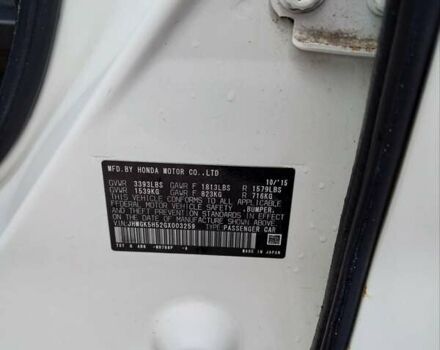 MFD.BY HONDA MOTOR CO.,LTD 10/'15
GVWR 3393LBS GAWR F 1813LBS R 1579LBS
GVWR 1539KG GAWR F 823KG R 716KG
THIS VEHICLE CONFORMS TO ALL APPLICABLE
FEDERAL MOTOR VEHICLE SAFETY, BUMPER,
AND THEFT PREVENTION STANDARDS IN EFFECT
ON THE DATE OF MANUFACTURE SHOWN ABOVE.
VIN:JHMGK5H52GX003259 TYPE:PASSENGER CAR
MADE IN JAPAN